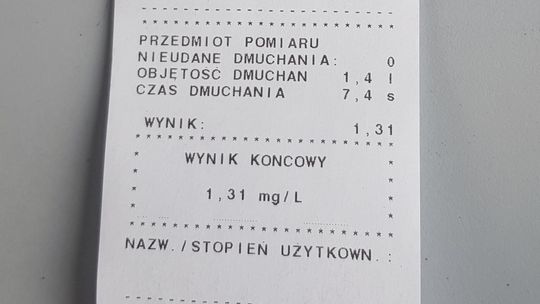 PRZEDMIOT POMIARU
NIEUDANE DMUCHANIA: 0
OBJĘTOŚĆ DMUCHAN 1,4 l
CZAS DMUCHANIA 7,4 s
WYNIK: 1,31
* * * * * * * * * * * * * * * * * * * *
WYNIK KONCOWY
1,31 mg/L
* * * * * * * * * * * * * * * * * * * *
NAZW./STOPIEŃ UŻYTKOWN.: